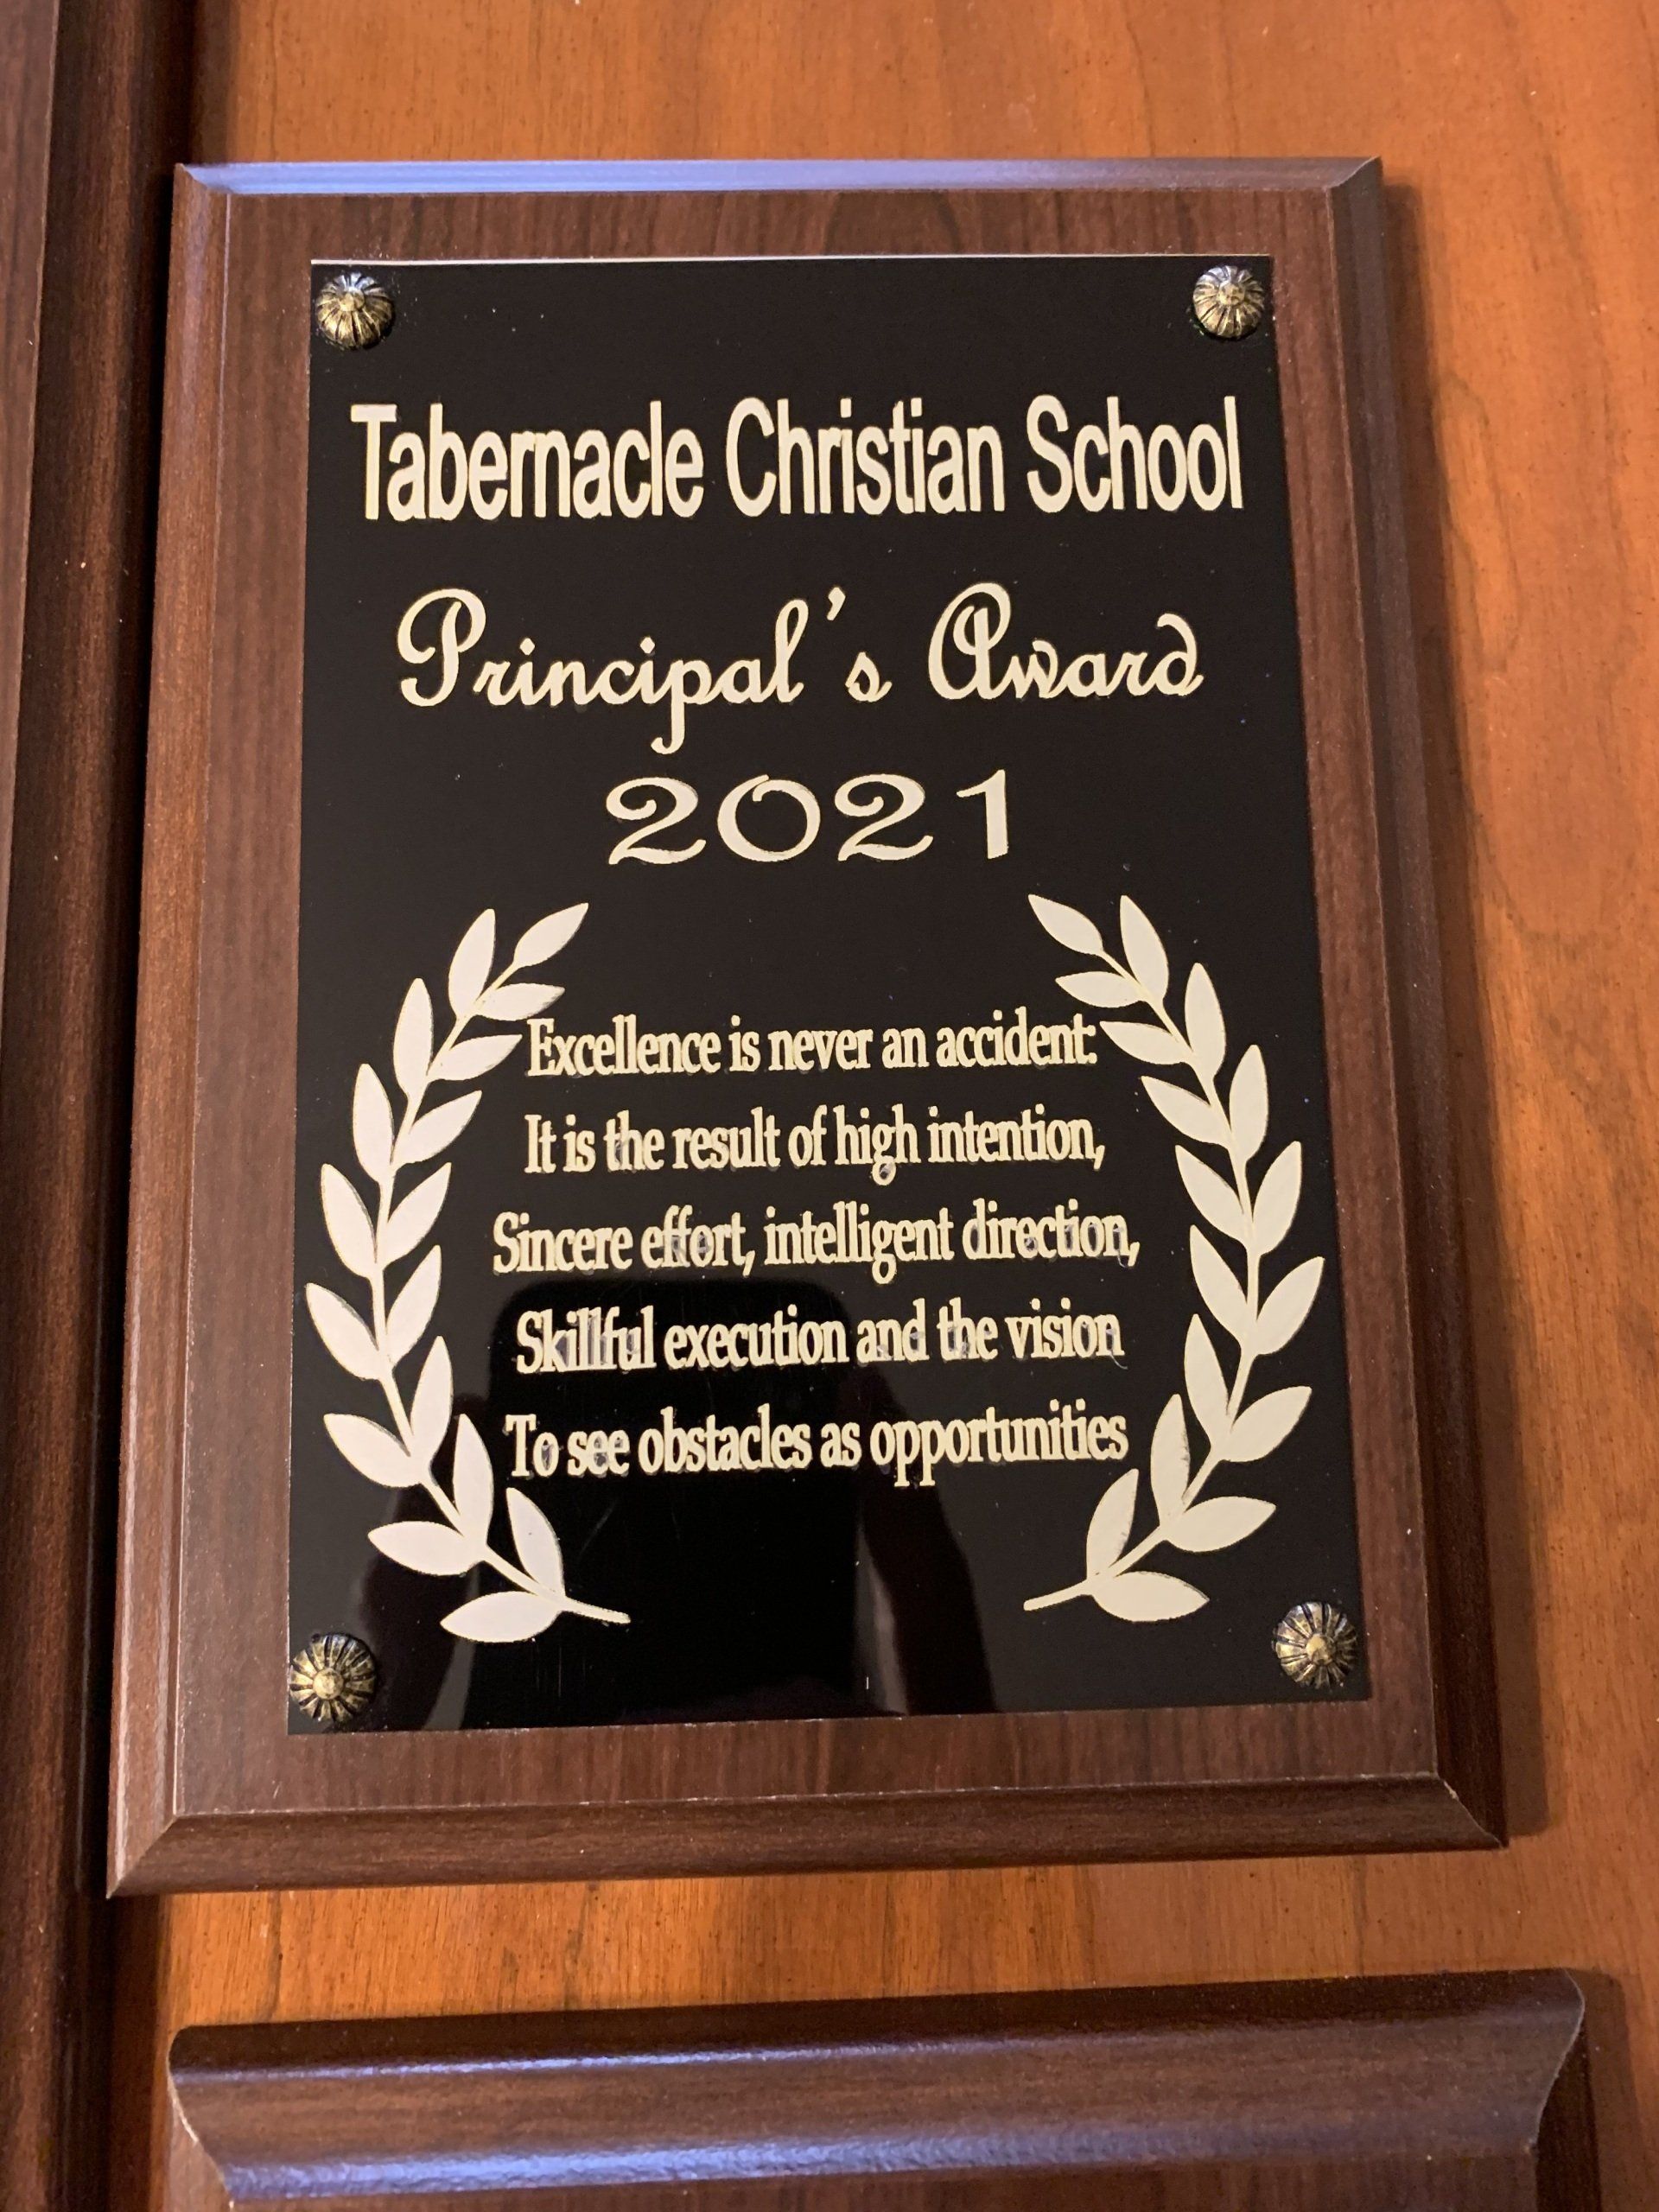 Tabernacle Christian School
Principal's Award
2021
Excellence is never an accident:
It is the result of high intention,
Sincere effort, intelligent direction,
Skillful execution and the vision
To see obstacles as opportunities